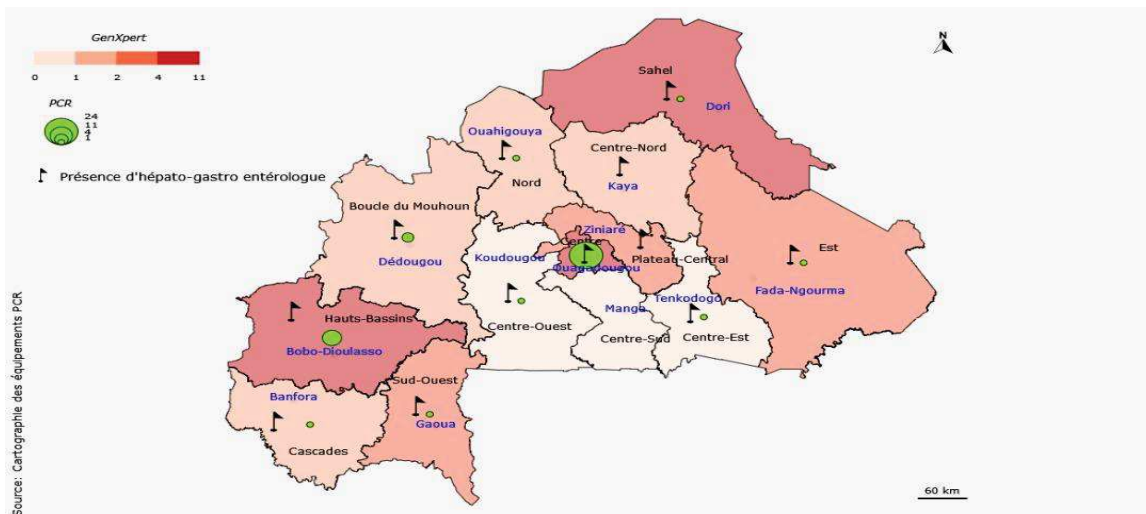 GenXpert
0 1 2 4 11
PCR
24
11
4
1
Présence d'hépato-gastro entérologue
N
Sahel
Dori
Ouahigouya
Nord
Centre-Nord
Kaya
Boucle du Mouhoun
Dédougou
Ziniaré
Centre
Plateau-Central
Ouagadougou
Koudougou
Centre-Ouest
Est
Fada-Ngourma
Manga
Centre-Sud
Tenkodogo
Centre-Est
Hauts-Bassins
Bobo-Dioulasso
Sud-Ouest
Gaoua
Banfora
Cascades
Source: Cartographie des équipements PCR
60 km